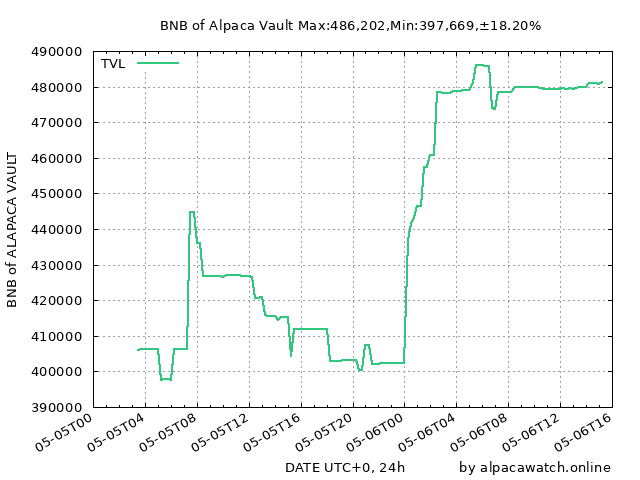 BNB of Alpaca Vault Max:486,202,Min:397,669,±18.20%
490000
TVL
480000
470000
460000
450000
440000
430000
420000
410000
400000
390000
BNB of ALAPACA VAULT
05-05T00
05-05T04
05-05T08
05-05T12
05-05T16
05-05T20
05-06T00
05-06T04
05-06T08
05-06T12
05-06T16
DATE UTC+0, 24h
by alpacawatch.online